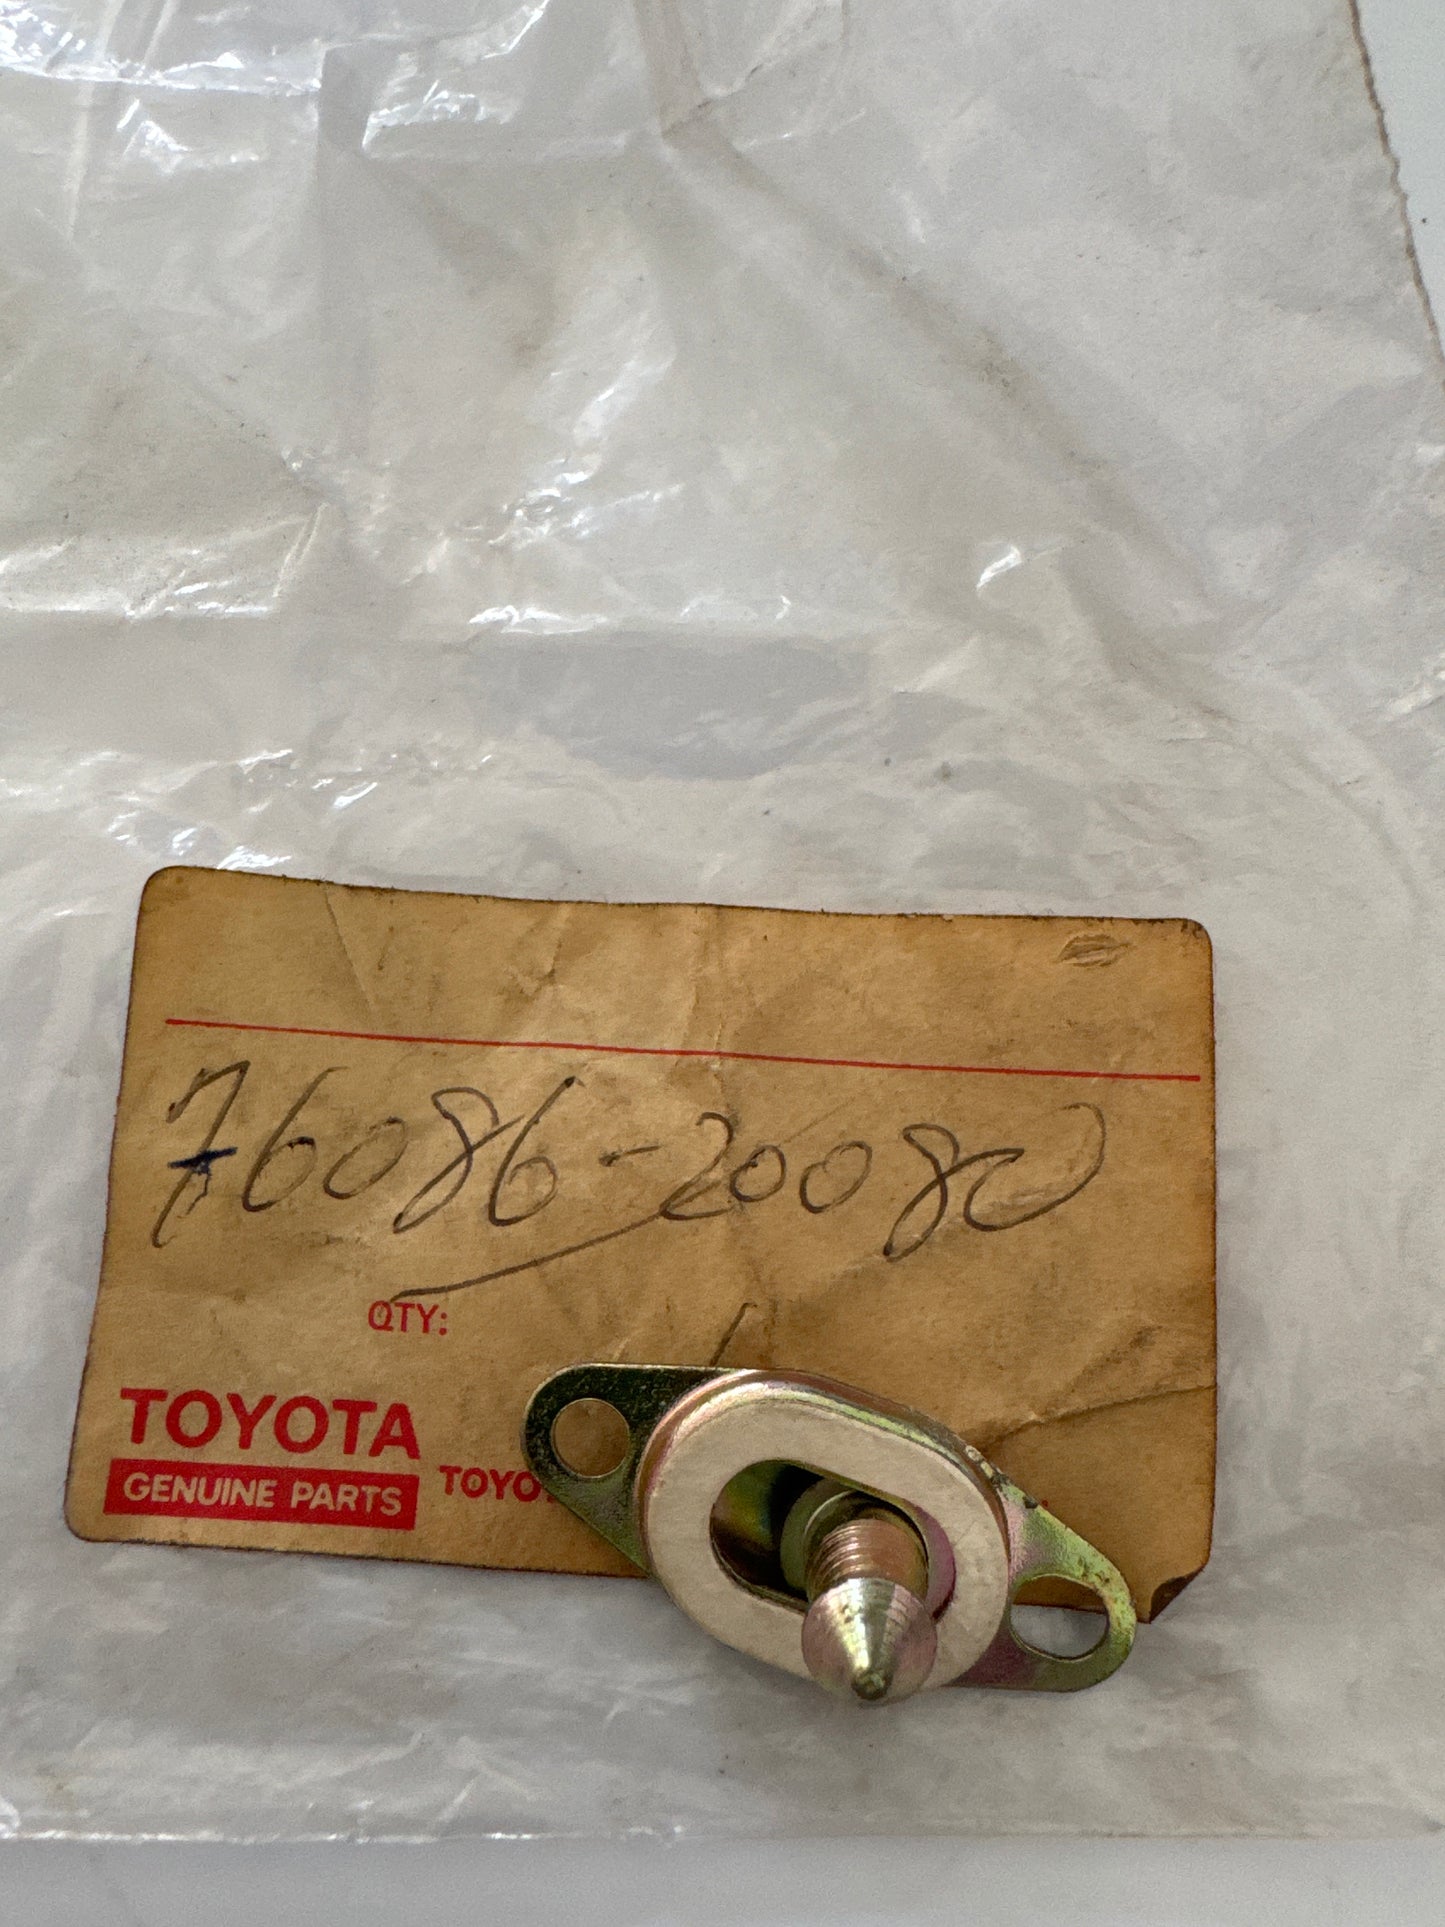 76086-20080
QTY:
TOYOTA
GENUINE PARTS